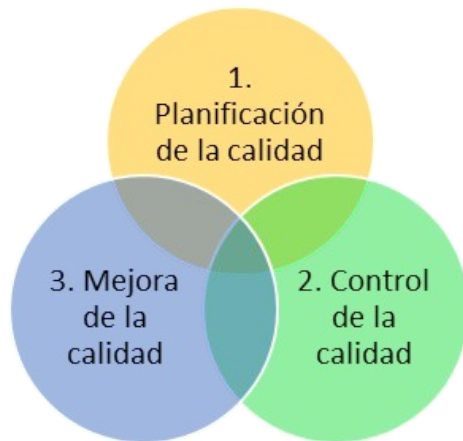 1.
Planificación
de la calidad
3. Mejora
de la
calidad
2. Control
de la
calidad